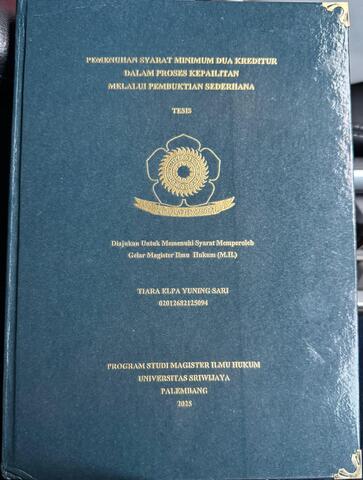 PEMENUHAN SYARAT MINIMUM DUA KREDITUR
DALAM PROSES KEPAILITAN
MELALUI PEMBUKTIAN SEDERHANA
TESIS
Diajukan Untuk Memenuhi Syarat Memperoleh
Gelar Magister Ilmu Hukum (M.H.)
TIARA ELPA YUNING SARI
02012682125094
PROGRAM STUDI MAGISTER ILMU HUKUM
UNIVERSITAS SRIWIJAYA
PALEMBANG
2025